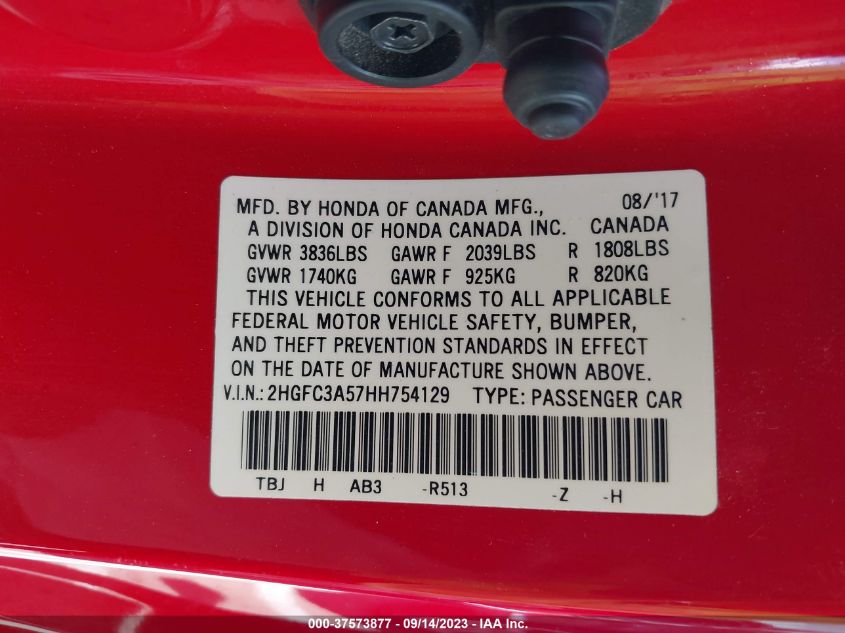 MFD. BY HONDA OF CANADA MFG., 08/'17
A DIVISION OF HONDA CANADA INC. CANADA
GVWR 3836LBS GAWR F 2039LBS R 1808LBS
GVWR 1740KG GAWR F 925KG R 820KG
THIS VEHICLE CONFORMS TO ALL APPLICABLE
FEDERAL MOTOR VEHICLE SAFETY, BUMPER,
AND THEFT PREVENTION STANDARDS IN EFFECT
ON THE DATE OF MANUFACTURE SHOWN ABOVE.
V.I.N.: 2HGFC3A57HH754129 TYPE: PASSENGER CAR
TBJ H AB3 -R513 -Z -H
000-37573877 - 09/14/2023 - IAA Inc.